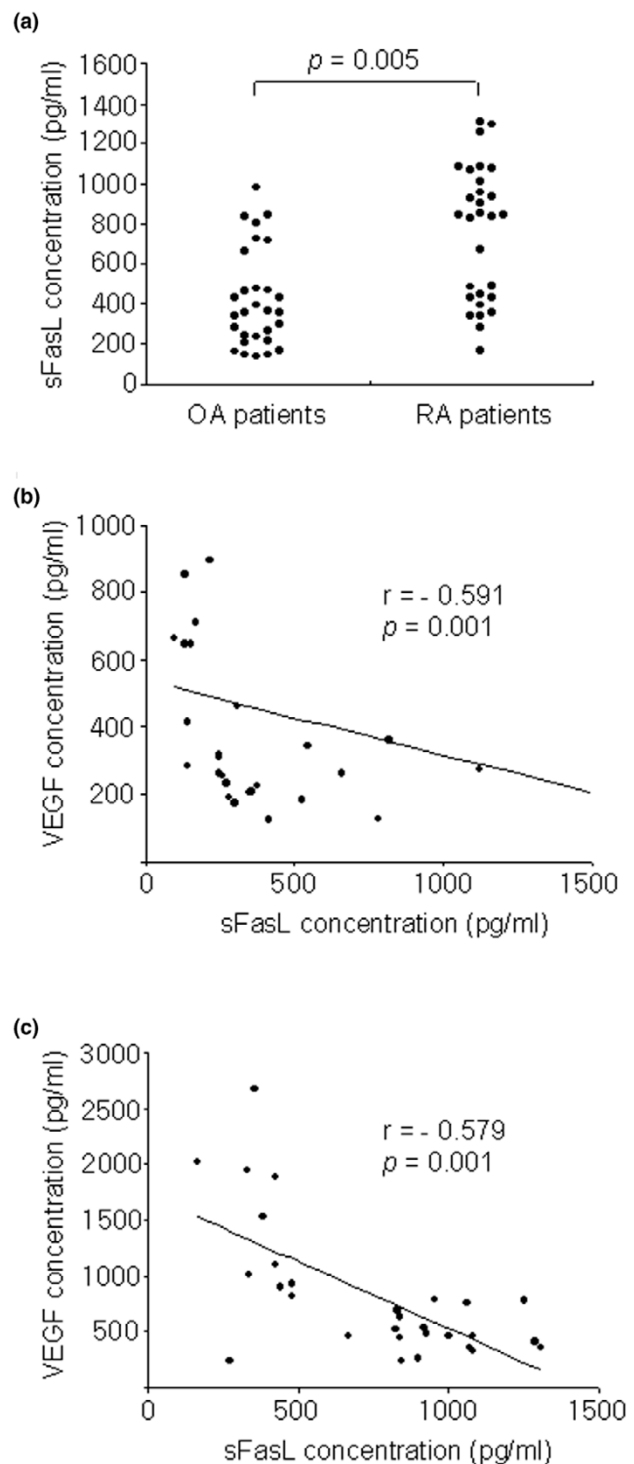 (a)
p = 0.005
sFasL concentration (pg/ml)
1600
1400
1200
1000
800
600
400
200
0
OA patients RA patients
(b)
VEGF concentration (pg/ml)
1000
800
600
400
200
r = - 0.591
p = 0.001
0 500 1000 1500
sFasL concentration (pg/ml)
(c)
VEGF concentration (pg/ml)
3000
2500
2000
1500
1000
500
r = - 0.579
p = 0.001
0 500 1000 1500
sFasL concentration (pg/ml)